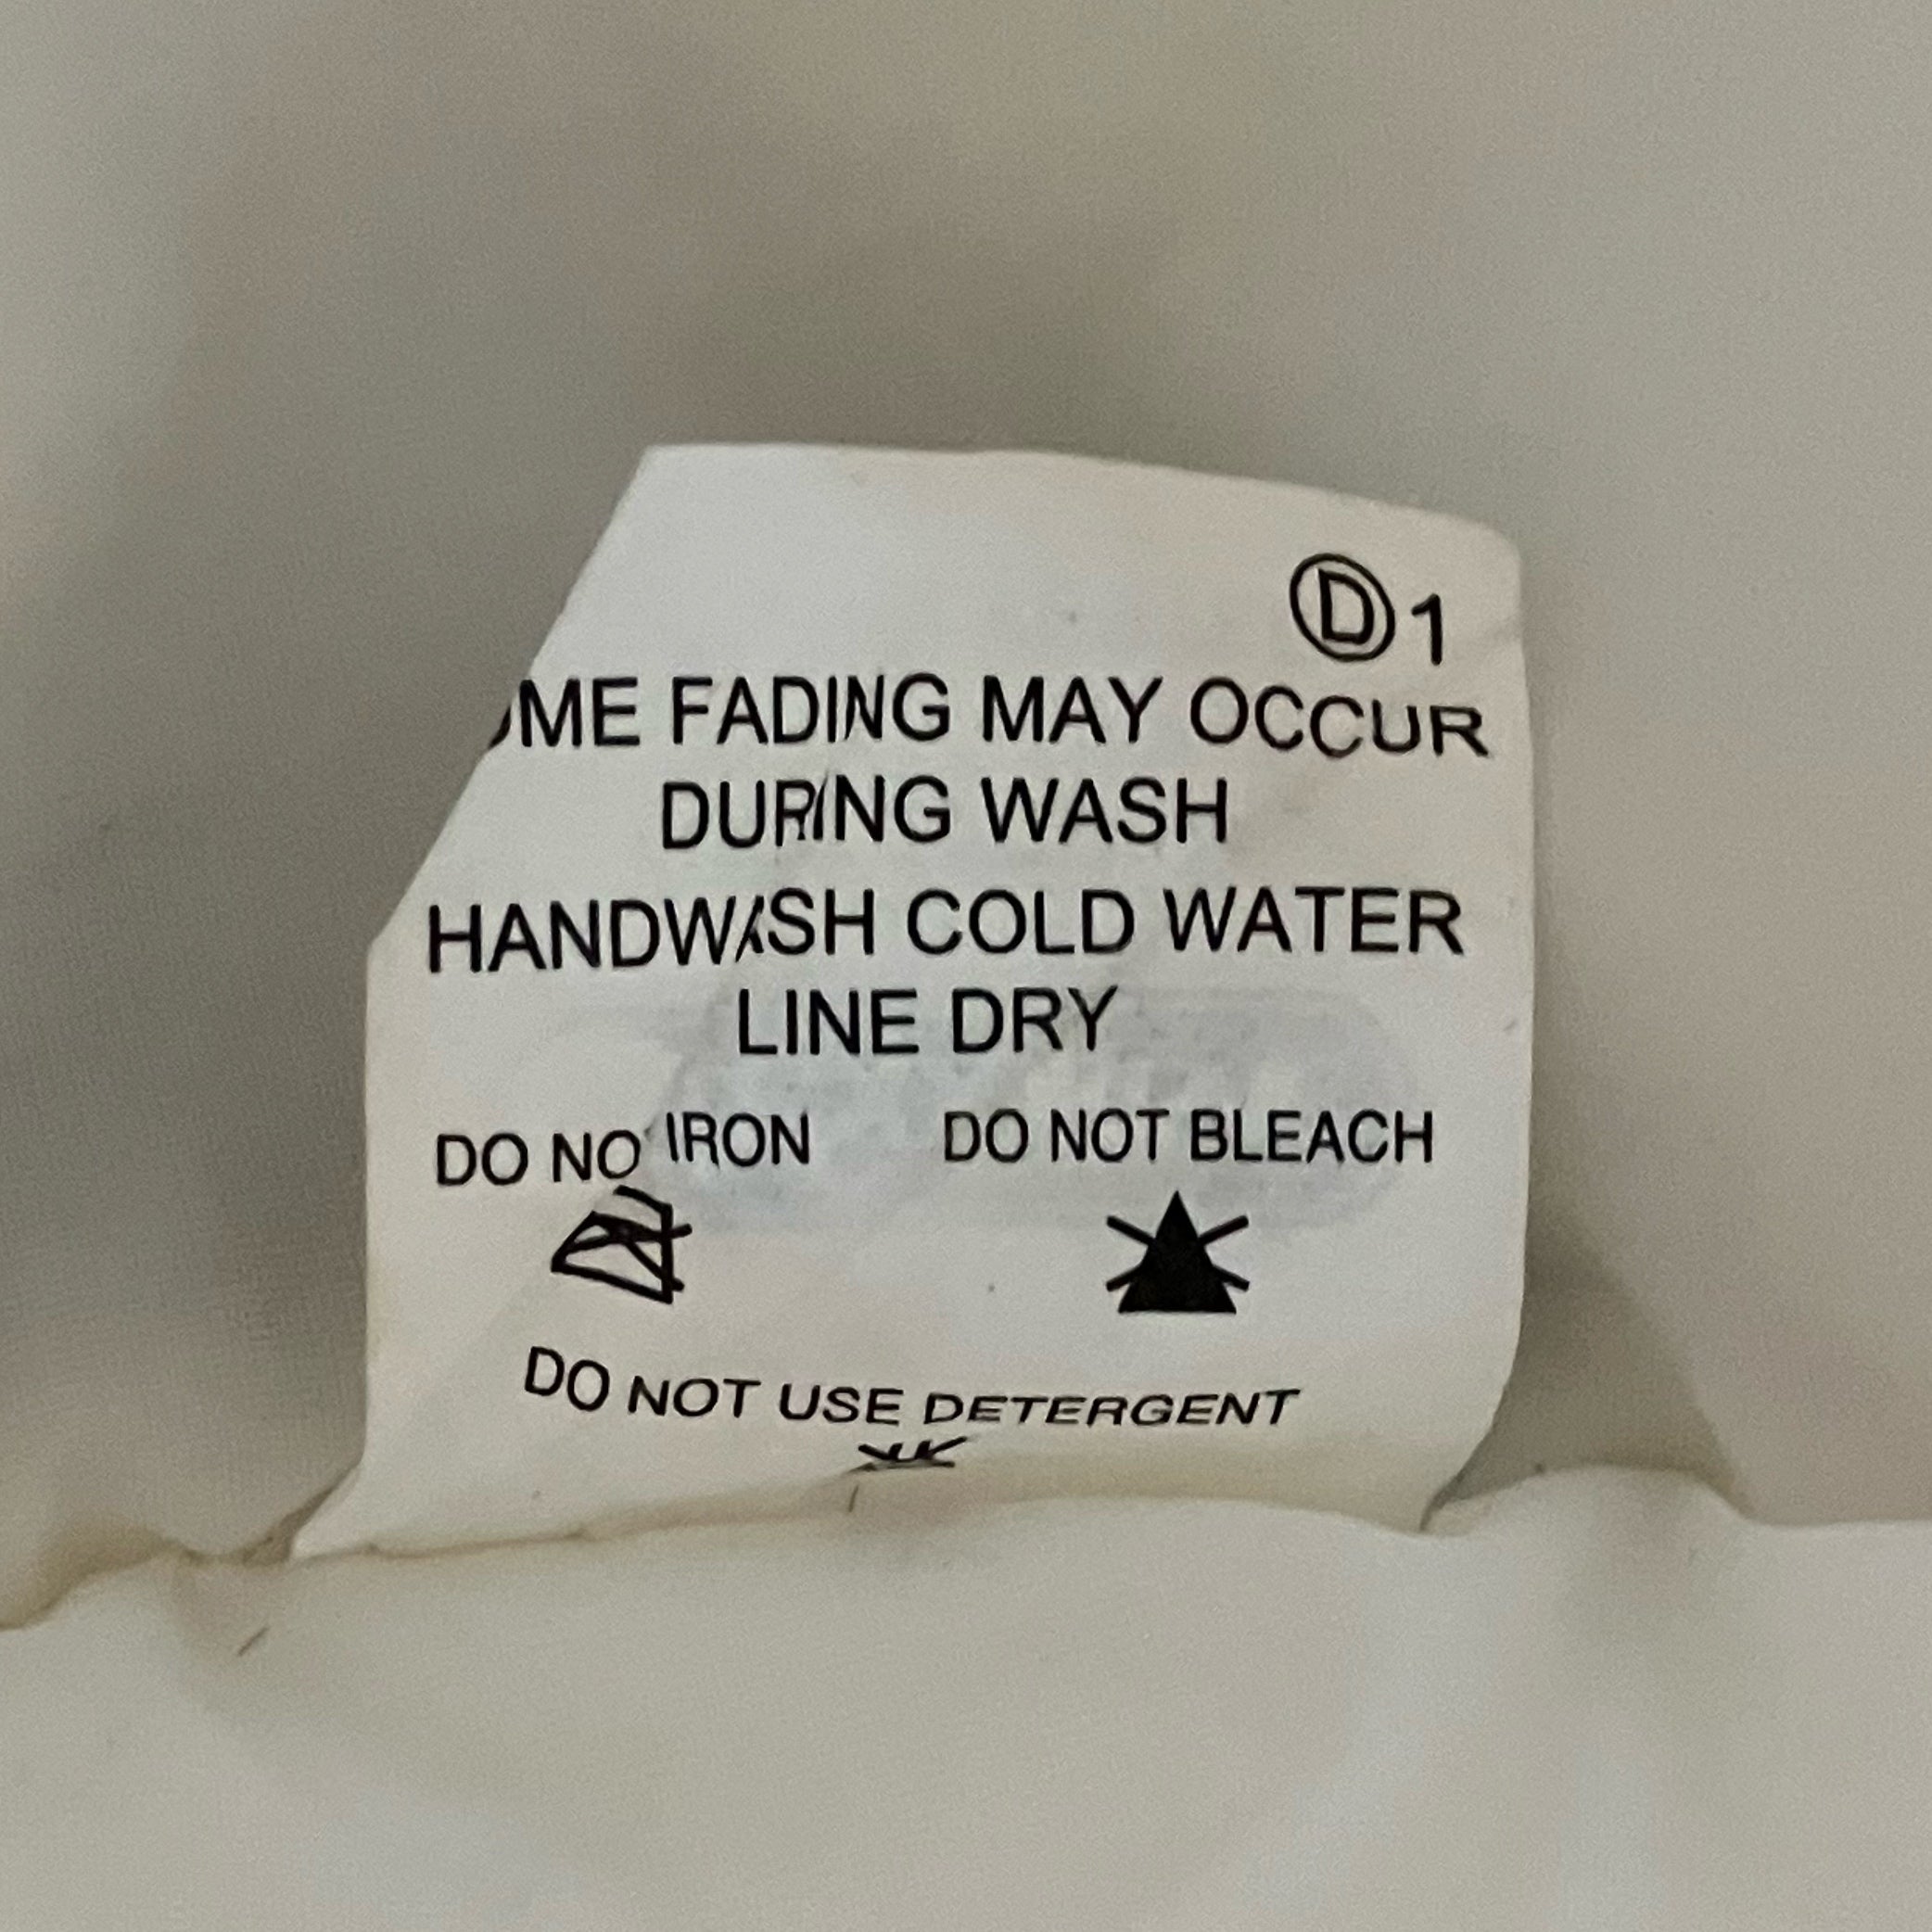 Ⓓ1
OME FADING MAY OCCUR
DURING WASH
HANDWASH COLD WATER
LINE DRY
DO NO IRON DO NOT BLEACH
DO NOT USE DETERGENT